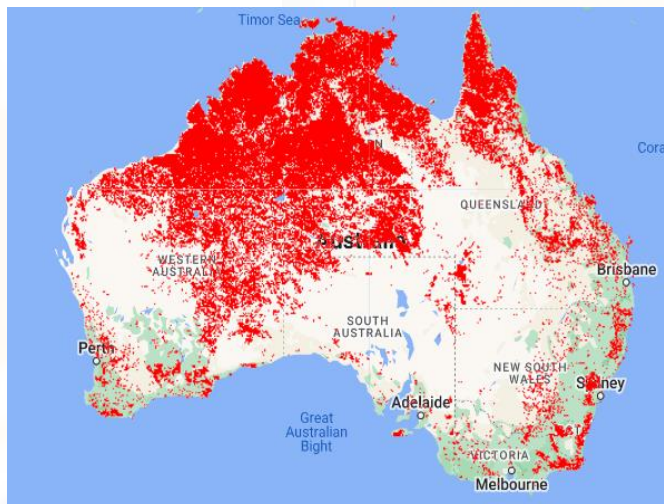 Timor Sea
Cora
QUEENSLAND
Australia
WESTERN
AUSTRALIA
Brisbane
SOUTH
AUSTRALIA
Perth
NEW SOUTH
WALES
Sydney
Adelaide
Great
Australian
Bight
VICTORIA
Melbourne